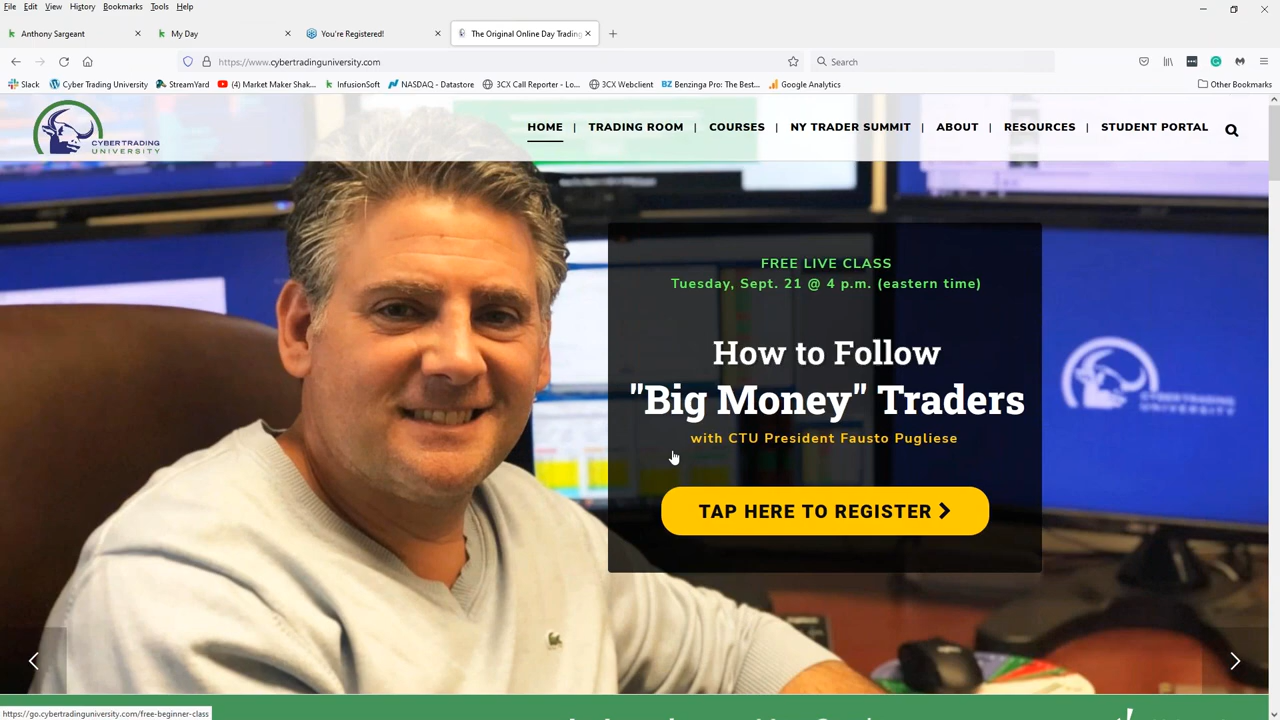 File Edit View History Bookmarks Tools Help
Anthony Sargeant
My Day
You're Registered!
The Original Online Day Trading
https://www.cybertradinguniversity.com
Search
Slack
Cyber Trading University
StreamYard
(4) Market Maker Shak...
InfusionSoft
NASDAQ - Datastore
3CX Call Reporter - Lo...
3CX Webclient
Benzinga Pro: The Best...
Google Analytics
Other Bookmarks
CYBERTRADING
UNIVERSITY
HOME | TRADING ROOM | COURSES | NY TRADER SUMMIT | ABOUT | RESOURCES | STUDENT PORTAL
FREE LIVE CLASS
Tuesday, Sept. 21 @ 4 p.m. (eastern time)
How to Follow
"Big Money" Traders
with CTU President Fausto Pugliese
TAP HERE TO REGISTER
CYBERTRADING
UNIVERSITY
https://go.cybertradinguniversity.com/free-beginner-class